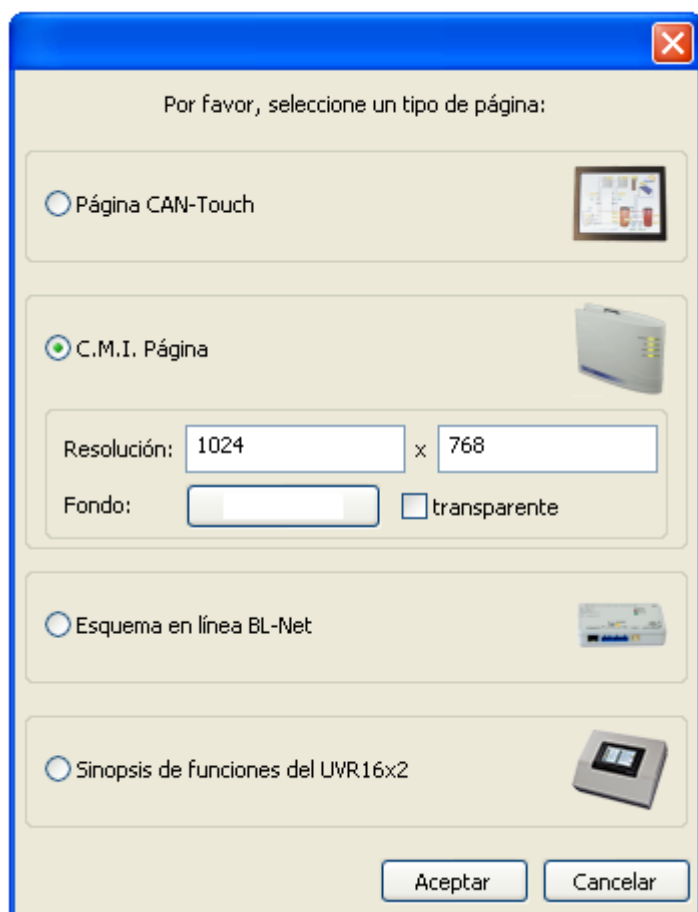 Por favor, seleccione un tipo de página:
Página CAN-Touch
C.M.I. Página
Resolución: 1024 x 768
Fondo: transparente
Esquema en línea BL-Net
Sinopsis de funciones del UVR16x2
Aceptar Cancelar